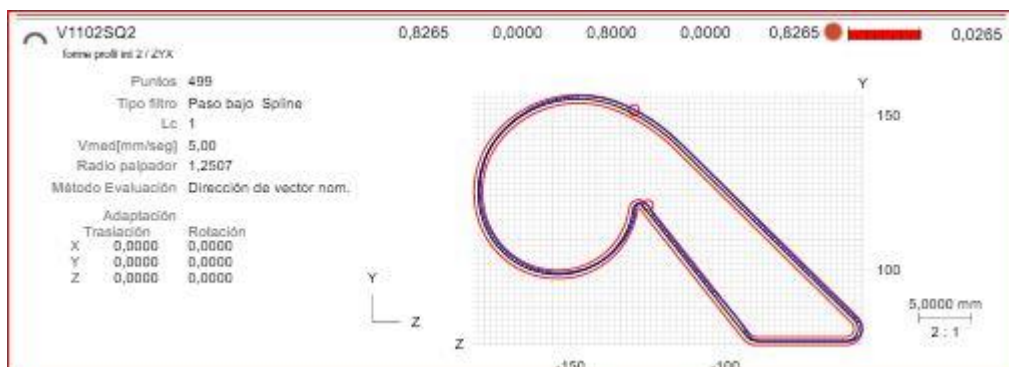 V1102SQ2 0,8265 0,0000 0,8000 0,0000 0,8265 0,0265
forme profil int 2 / ZYX
Puntos 499
Tipo filtro Paso bajo Spline
Lc 1
Vmed[mm/seg] 5,00
Radio palpador 1,2507
Método Evaluación Dirección de vector nom.
Adaptación
Traslación Rotación
X 0,0000 0,0000
Y 0,0000 0,0000
Z 0,0000 0,0000
Y
Z
Y
150
100
Z
-150 -100
5,0000 mm
2 : 1